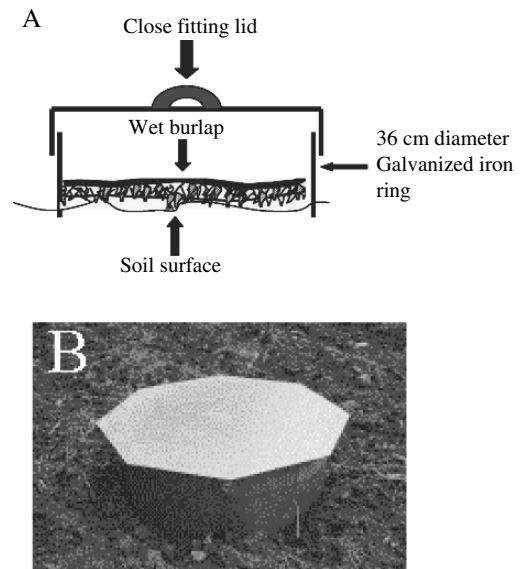 A
Close fitting lid
Wet burlap
36 cm diameter
Galvanized iron
ring
Soil surface
B